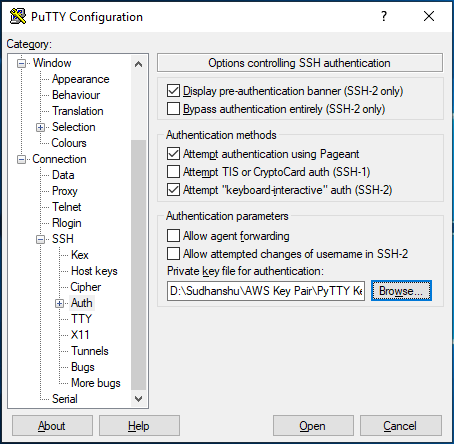 PuTTY Configuration
?
Category:
Window
Appearance
Behaviour
Translation
Selection
Colours
Connection
Data
Proxy
Telnet
Rlogin
SSH
Kex
Host keys
Cipher
Auth
TTY
X11
Tunnels
Bugs
More bugs
Serial
Options controlling SSH authentication
Display pre-authentication banner (SSH-2 only)
Bypass authentication entirely (SSH-2 only)
Authentication methods
Attempt authentication using Pageant
Attempt TIS or CryptoCard auth (SSH-1)
Attempt "keyboard-interactive" auth (SSH-2)
Authentication parameters
Allow agent forwarding
Allow attempted changes of username in SSH-2
Private key file for authentication:
D:\Sudhanshu\AWS Key Pair\PyTTY Ke
Browse...
About
Help
Open
Cancel